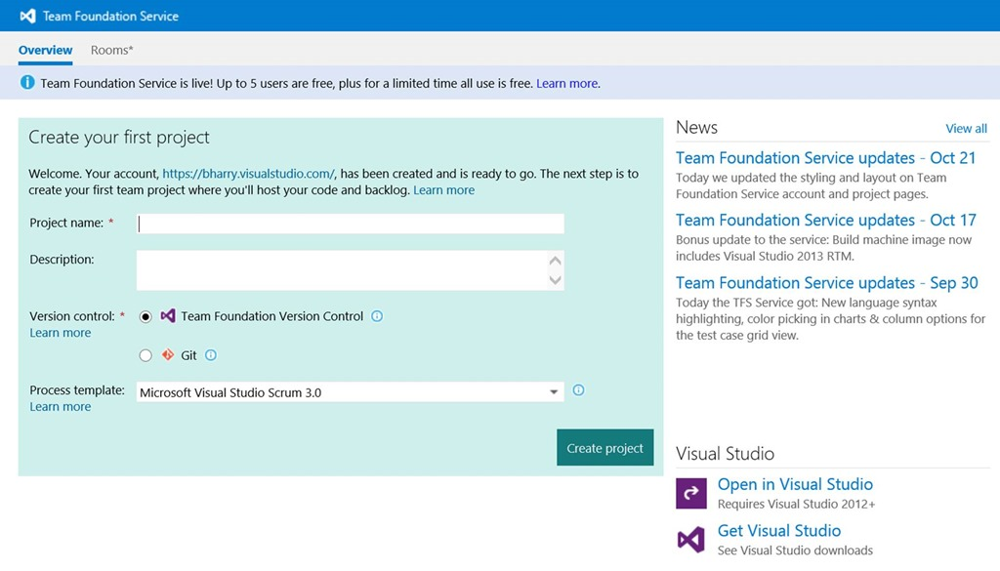 Team Foundation Service
Overview Rooms*
Team Foundation Service is live! Up to 5 users are free, plus for a limited time all use is free. Learn more.
Create your first project
Welcome. Your account, https://bharry.visualstudio.com/, has been created and is ready to go. The next step is to
create your first team project where you'll host your code and backlog. Learn more
Project name: *
Description:
Version control: * Team Foundation Version Control
Learn more
Git
Process template: Microsoft Visual Studio Scrum 3.0
Learn more
Create project
News View all
Team Foundation Service updates - Oct 21
Today we updated the styling and layout on Team
Foundation Service account and project pages.
Team Foundation Service updates - Oct 17
Bonus update to the service: Build machine image now
includes Visual Studio 2013 RTM.
Team Foundation Service updates - Sep 30
Today the TFS Service got: New language syntax
highlighting, color picking in charts & column options for
the test case grid view.
Visual Studio
Open in Visual Studio
Requires Visual Studio 2012+
Get Visual Studio
See Visual Studio downloads